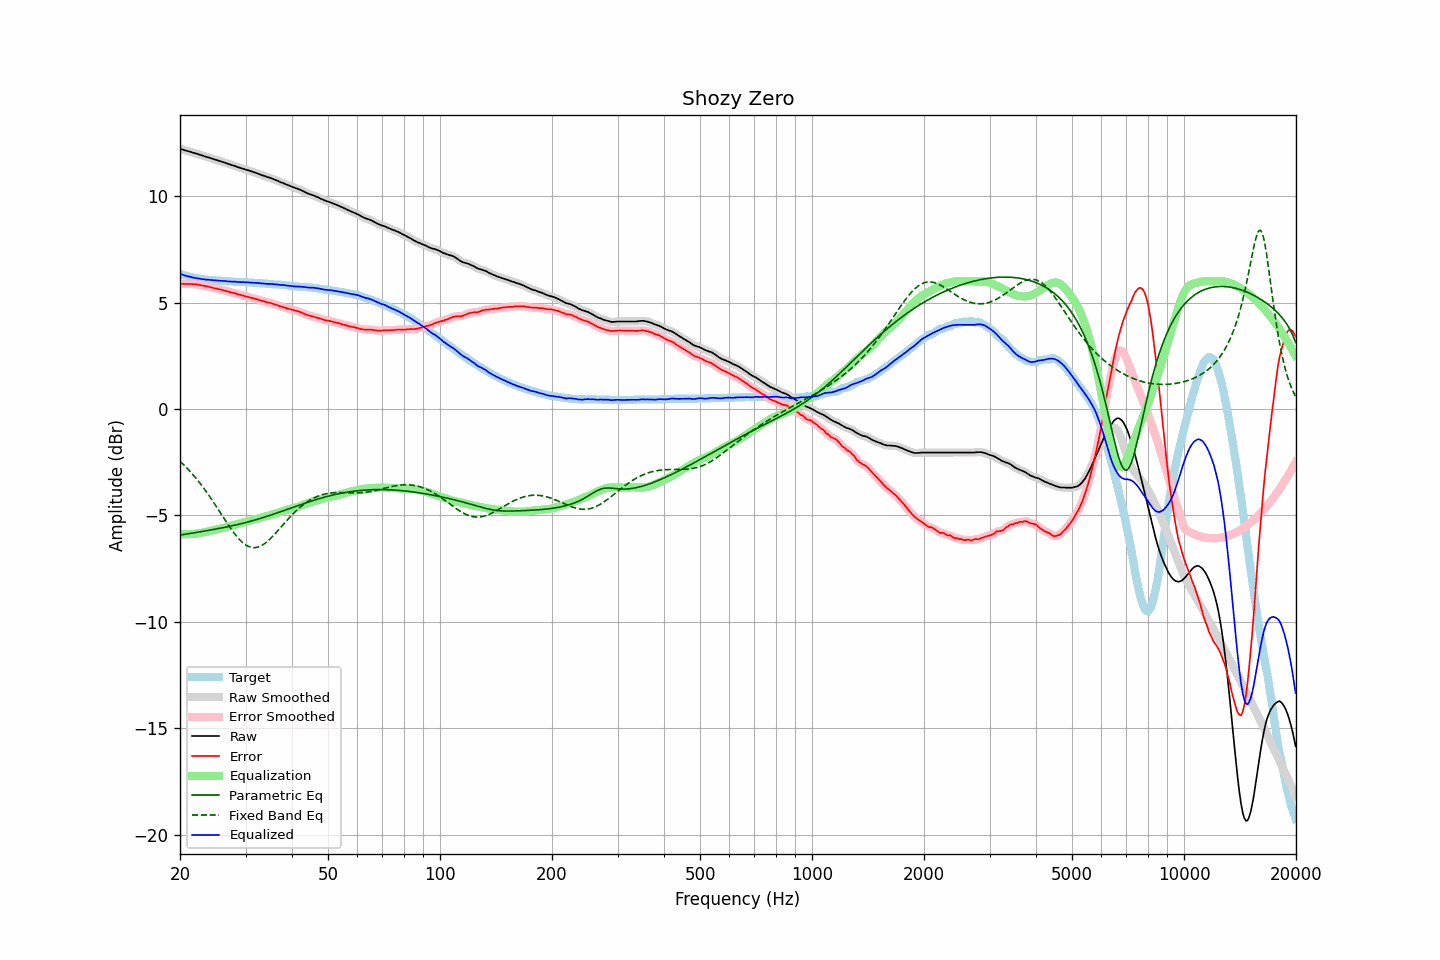 Shozy Zero
Amplitude (dBr)
10
5
0
−5
−10
−15
−20
Target
Raw Smoothed
Error Smoothed
Raw
Error
Equalization
Parametric Eq
Fixed Band Eq
Equalized
20 50 100 200 500 1000 2000 5000 10000 20000
Frequency (Hz)